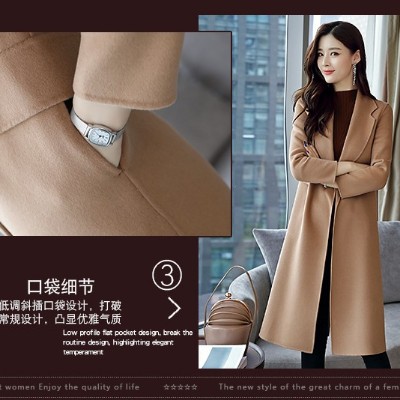 口袋细节
③
低调斜插口袋设计，打破
常规设计，凸显优雅气质
Low profile flat pocket design, break the
routine design, highlighting elegant
temperament
women Enjoy the quality of life ☆☆☆☆☆ The new style of the great charm of a